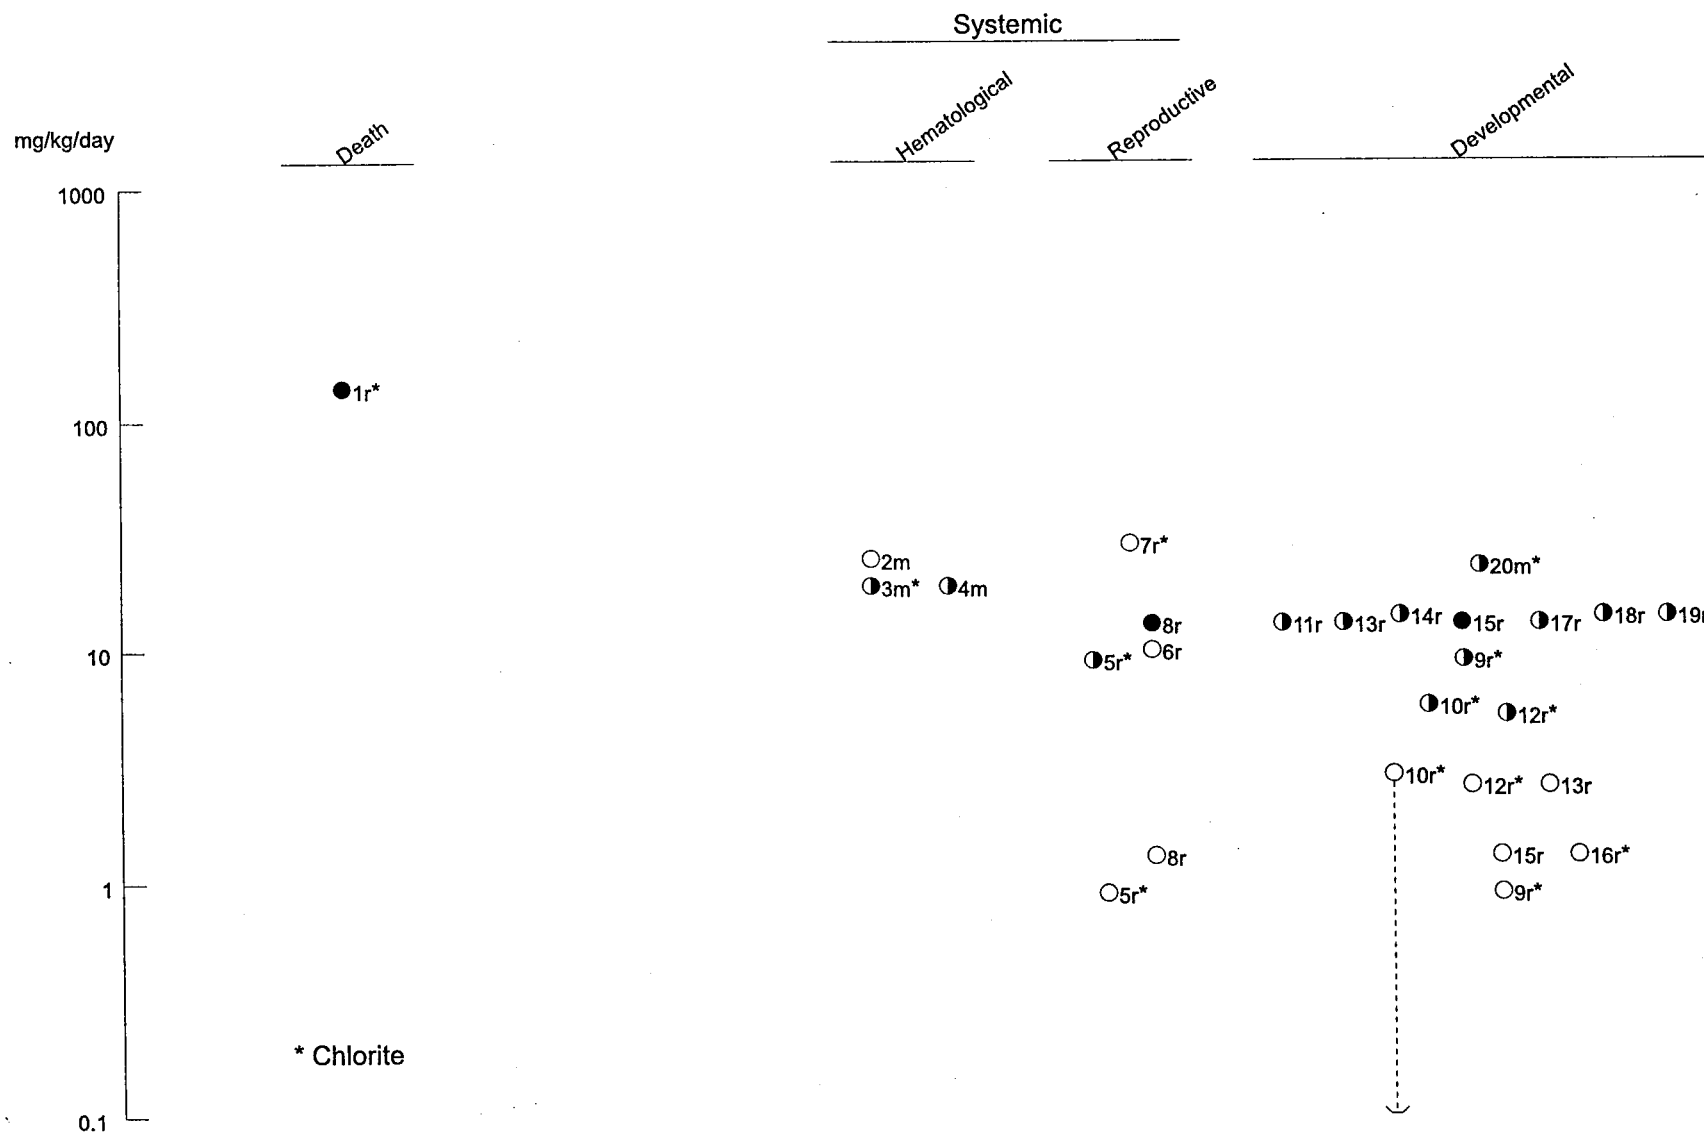 Systemic
mg/kg/day
Death
Hematological
Reproductive
Developmental
1000
1r*
100
7r*
2m
20m*
3m* 4m
8r 11r 13r 14r 15r 17r 18r 19r
6r
10 5r* 9r*
10r* 12r*
10r* 12r* 13r
8r 15r 16r*
1 5r* 9r*
* Chlorite
0.1